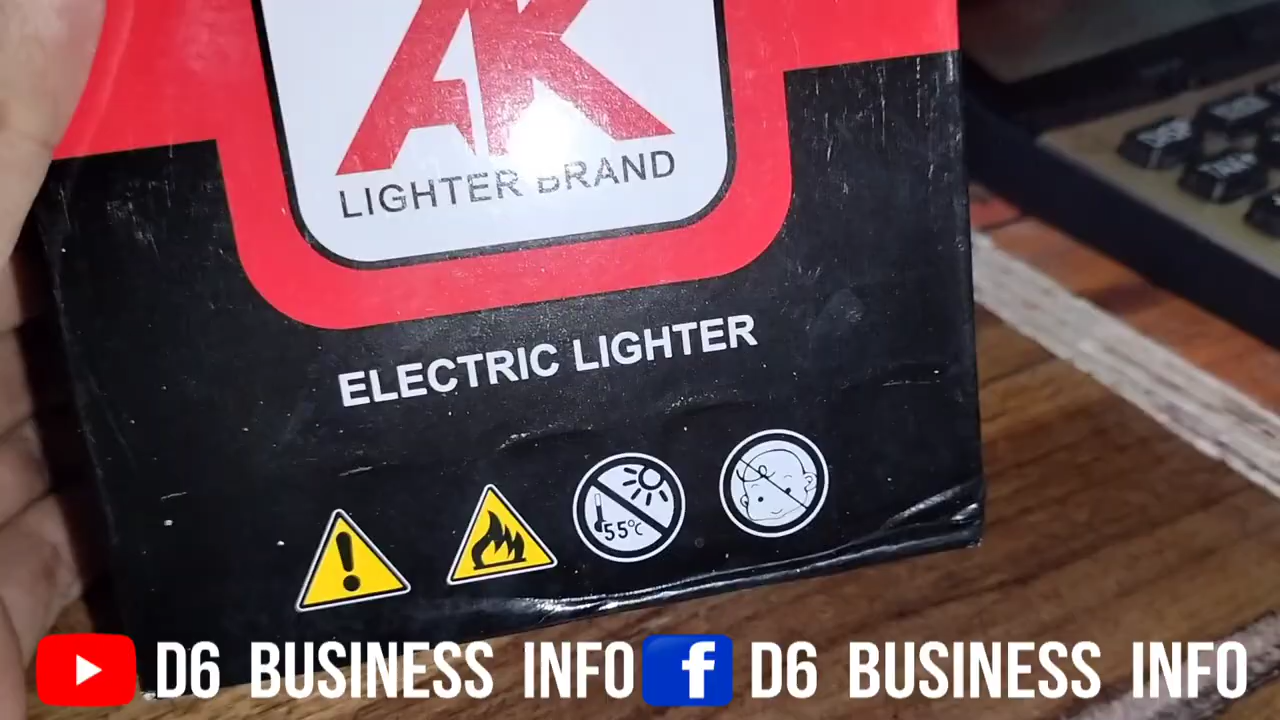 AK
LIGHTER BRAND
ELECTRIC LIGHTER
55°C
D6 BUSINESS INFO
f D6 BUSINESS INFO